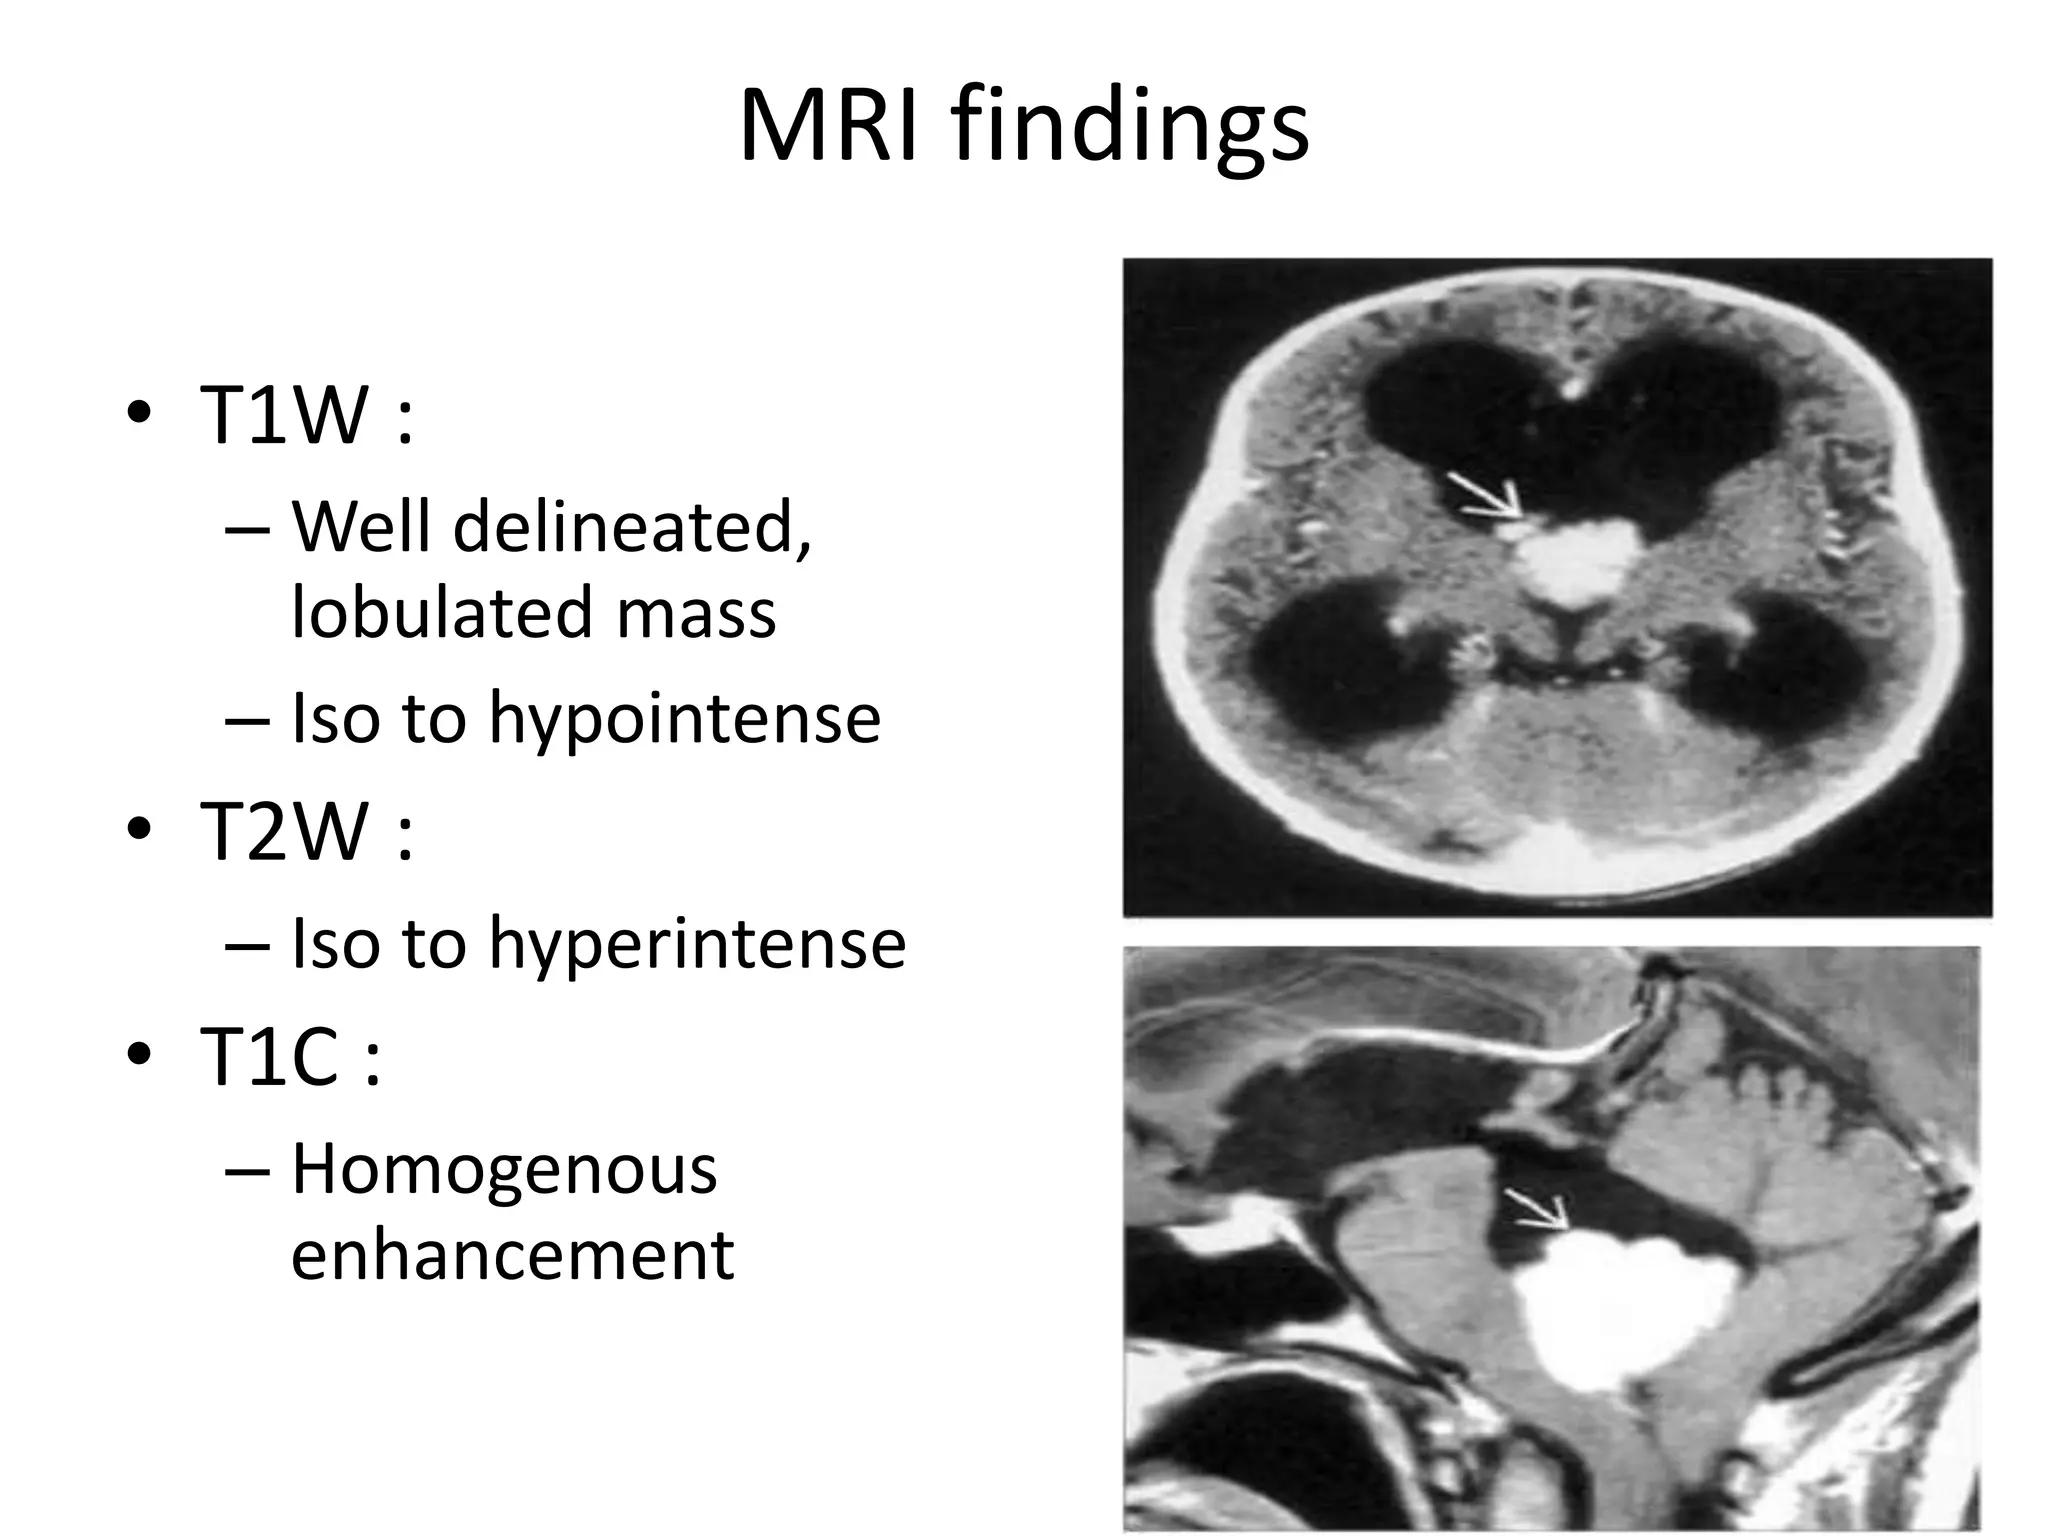 MRI findings
• T1W :
– Well delineated,
lobulated mass
– Iso to hypointense
• T2W :
– Iso to hyperintense
• T1C :
– Homogenous
enhancement